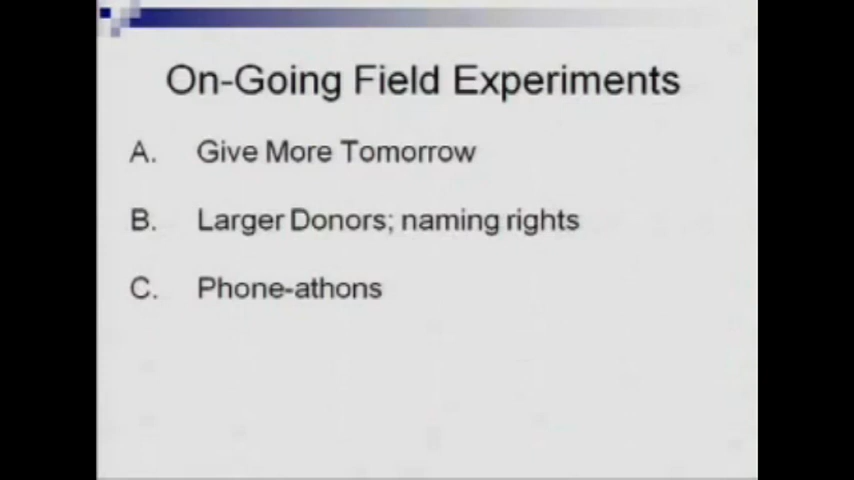 On-Going Field Experiments
A. Give More Tomorrow
B. Larger Donors; naming rights
C. Phone-athons